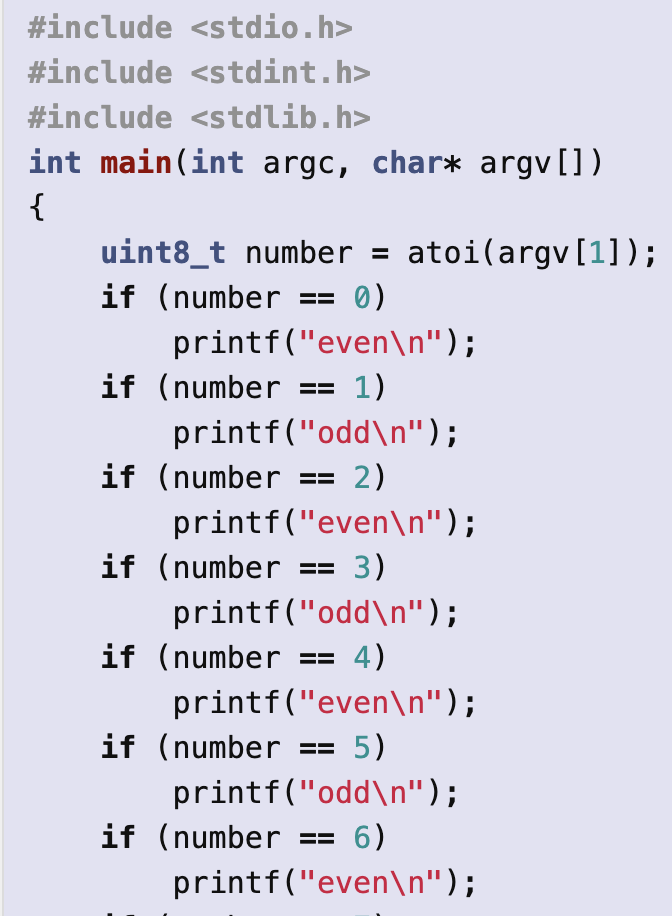 #include <stdio.h>
#include <stdint.h>
#include <stdlib.h>
int main(int argc, char* argv[])
{
    uint8_t number = atoi(argv[1]);
    if (number == 0)
        printf("even\n");
    if (number == 1)
        printf("odd\n");
    if (number == 2)
        printf("even\n");
    if (number == 3)
        printf("odd\n");
    if (number == 4)
        printf("even\n");
    if (number == 5)
        printf("odd\n");
    if (number == 6)
        printf("even\n");